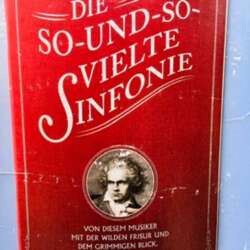 DIE
SO-UND-SO-
VIELTE
SINFONIE
VON DIESEM MUSIKER
MIT DER WILDEN FRISUR UND
DEM GRIMMIGEN BLICK.